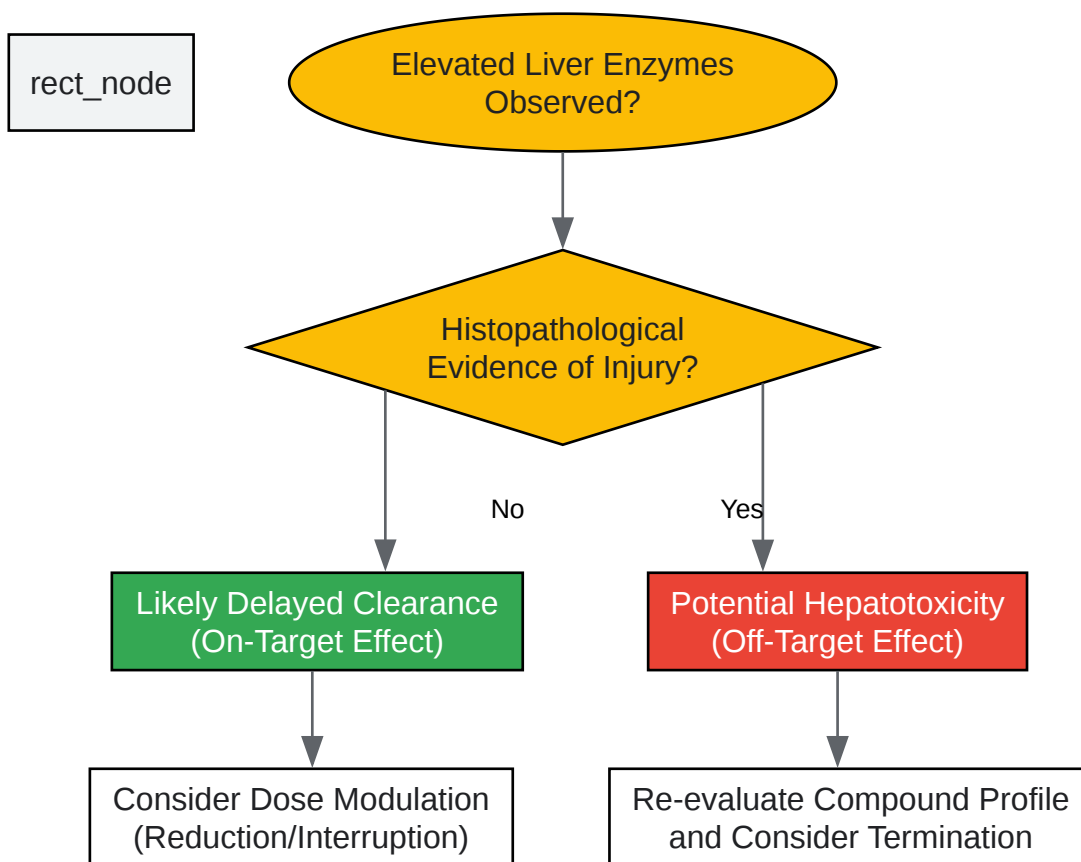 rect_node
Elevated Liver Enzymes
Observed?
Histopathological
Evidence of Injury?
No
Yes
Likely Delayed Clearance
(On-Target Effect)
Potential Hepatotoxicity
(Off-Target Effect)
Consider Dose Modulation
(Reduction/Interruption)
Re-evaluate Compound Profile
and Consider Termination